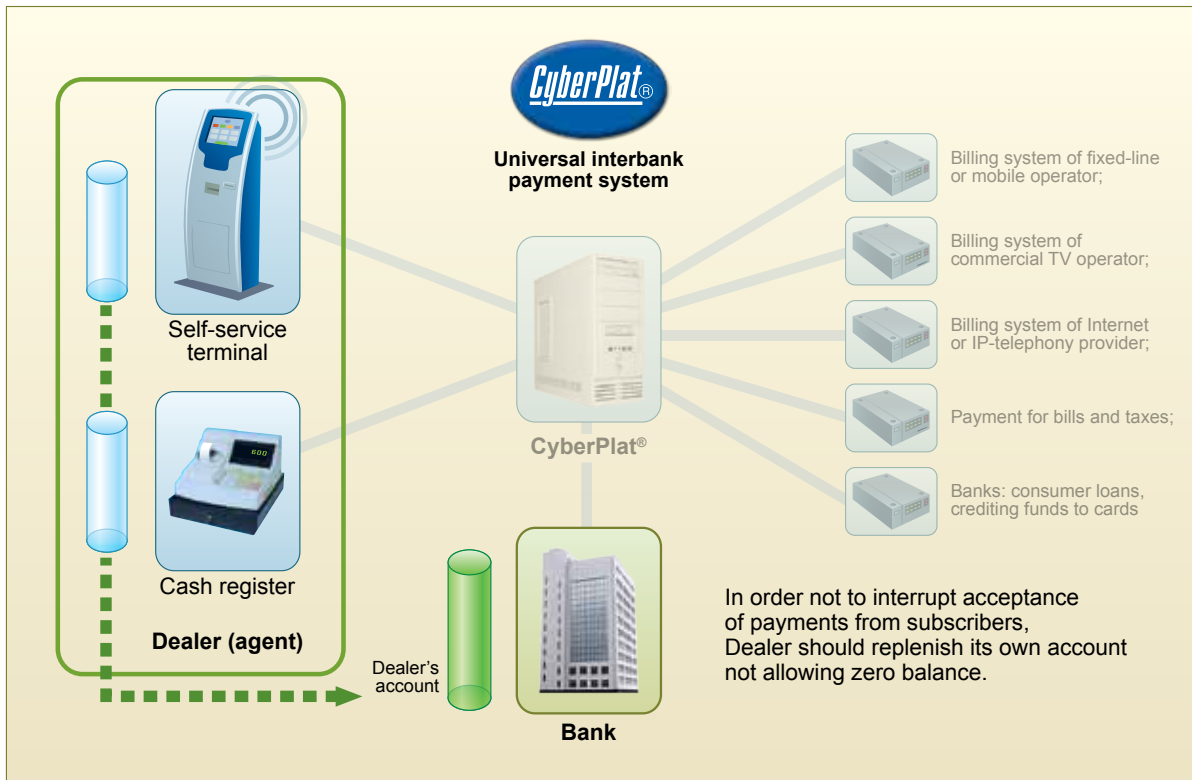 CyberPlat®
Universal interbank
payment system
Self-service
terminal
Cash register
600
Dealer (agent)
CyberPlat®
Dealer's
account
Bank
Billing system of fixed-line
or mobile operator;
Billing system of
commercial TV operator;
Billing system of Internet
or IP-telephony provider;
Payment for bills and taxes;
Banks: consumer loans,
crediting funds to cards
In order not to interrupt acceptance
of payments from subscribers,
Dealer should replenish its own account
not allowing zero balance.